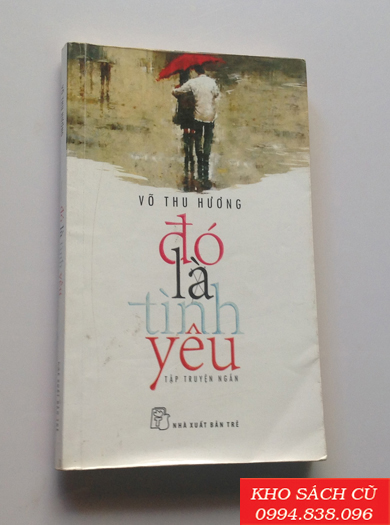 VÕ THU HƯƠNG
đó
là
tình
yêu
TẬP TRUYỆN NGẮN
NHÀ XUẤT BẢN TRẺ
KHO SÁCH CŨ
0994.838.096